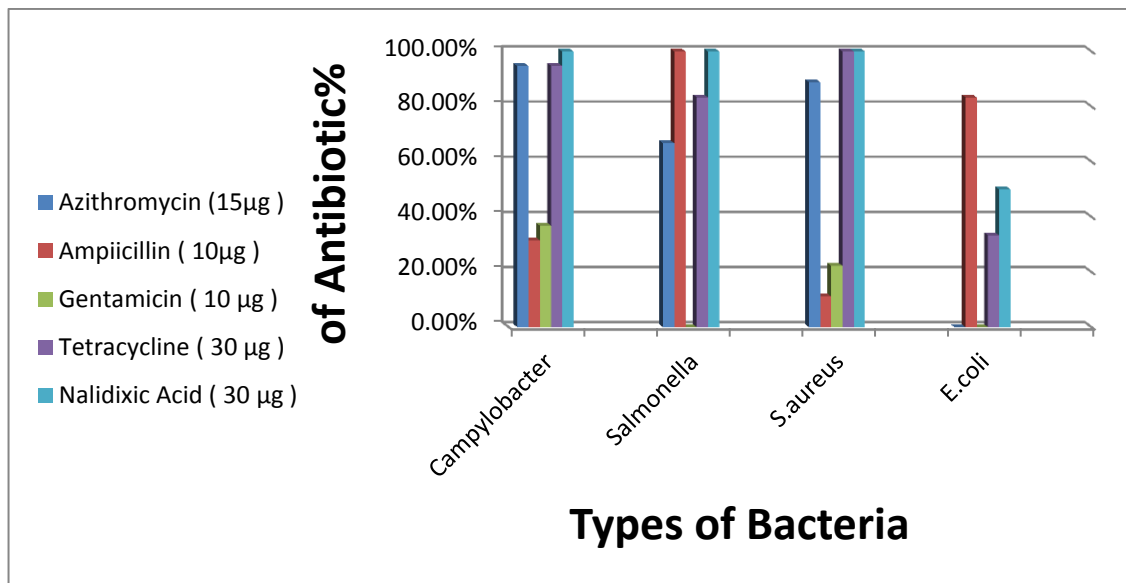 of Antibiotic%
100.00%
80.00%
60.00%
40.00%
20.00%
0.00%
Azithromycin (15µg )
Ampiicillin ( 10µg )
Gentamicin ( 10 µg )
Tetracycline ( 30 µg )
Nalidixic Acid ( 30 µg )
Campylobacter
Salmonella
S.aureus
E.coli
Types of Bacteria